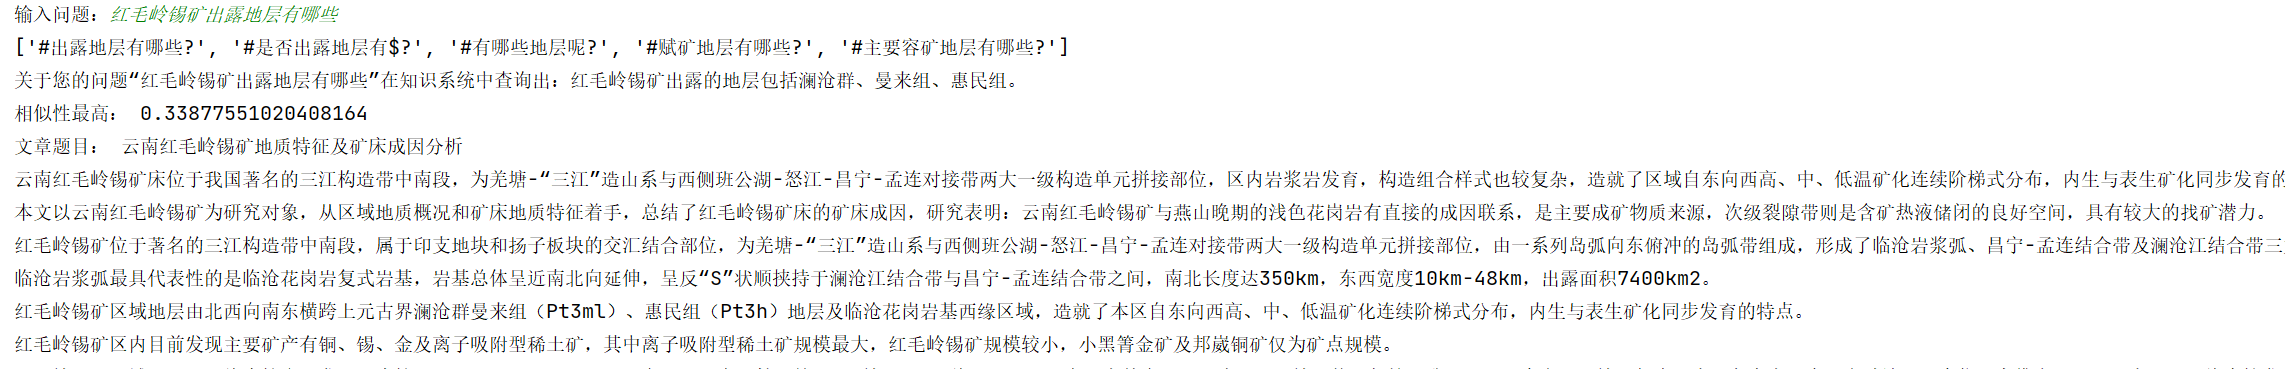 输入问题：红毛岭锡矿出露地层有哪些
['#出露地层有哪些?', '#是否出露地层有$?', '#有哪些地层呢?', '#赋矿地层有哪些?', '#主要容矿地层有哪些?']
关于您的问题“红毛岭锡矿出露地层有哪些”在知识系统中查询出：红毛岭锡矿出露的地层包括澜沧群、曼来组、惠民组。
相似性最高： 0.33877551020408164
文章题目： 云南红毛岭锡矿地质特征及矿床成因分析
云南红毛岭锡矿床位于我国著名的三江构造带中南段，为羌塘-“三江”造山系与西侧班公湖-怒江-昌宁-孟连对接带两大一级构造单元拼接部位，区内岩浆岩发育，构造组合样式也较复杂，造就了区域自东向西高、中、低温矿化连续阶梯式分布，内生与表生矿化同步发育的
本文以云南红毛岭锡矿为研究对象，从区域地质概况和矿床地质特征着手，总结了红毛岭锡矿床的矿床成因，研究表明：云南红毛岭锡矿与燕山晚期的浅色花岗岩有直接的成因联系，是主要成矿物质来源，次级裂隙带则是含矿热液储闭的良好空间，具有较大的找矿潜力。
红毛岭锡矿位于著名的三江构造带中南段，属于印支地块和扬子板块的交汇结合部位，为羌塘-“三江”造山系与西侧班公湖-怒江-昌宁-孟连对接带两大一级构造单元拼接部位，由一系列岛弧向东俯冲的岛弧带组成，形成了临沧岩浆弧、昌宁-孟连结合带及澜沧江结合带三
临沧岩浆弧最具代表性的是临沧花岗岩复式岩基，岩基总体呈近南北向延伸，呈反“S”状顺挟持于澜沧江结合带与昌宁-孟连结合带之间，南北长度达350km，东西宽度10km-48km，出露面积7400km2。
红毛岭锡矿区域地层由北西向南东横跨上元古界澜沧群曼来组（Pt3ml）、惠民组（Pt3h）地层及临沧花岗岩基西缘区域，造就了本区自东向西高、中、低温矿化连续阶梯式分布，内生与表生矿化同步发育的特点。
红毛岭锡矿区内目前发现主要矿产有铜、锡、金及离子吸附型稀土矿，其中离子吸附型稀土矿规模最大，红毛岭锡矿规模较小，小黑箐金矿及邦崴铜矿仅为矿点规模。